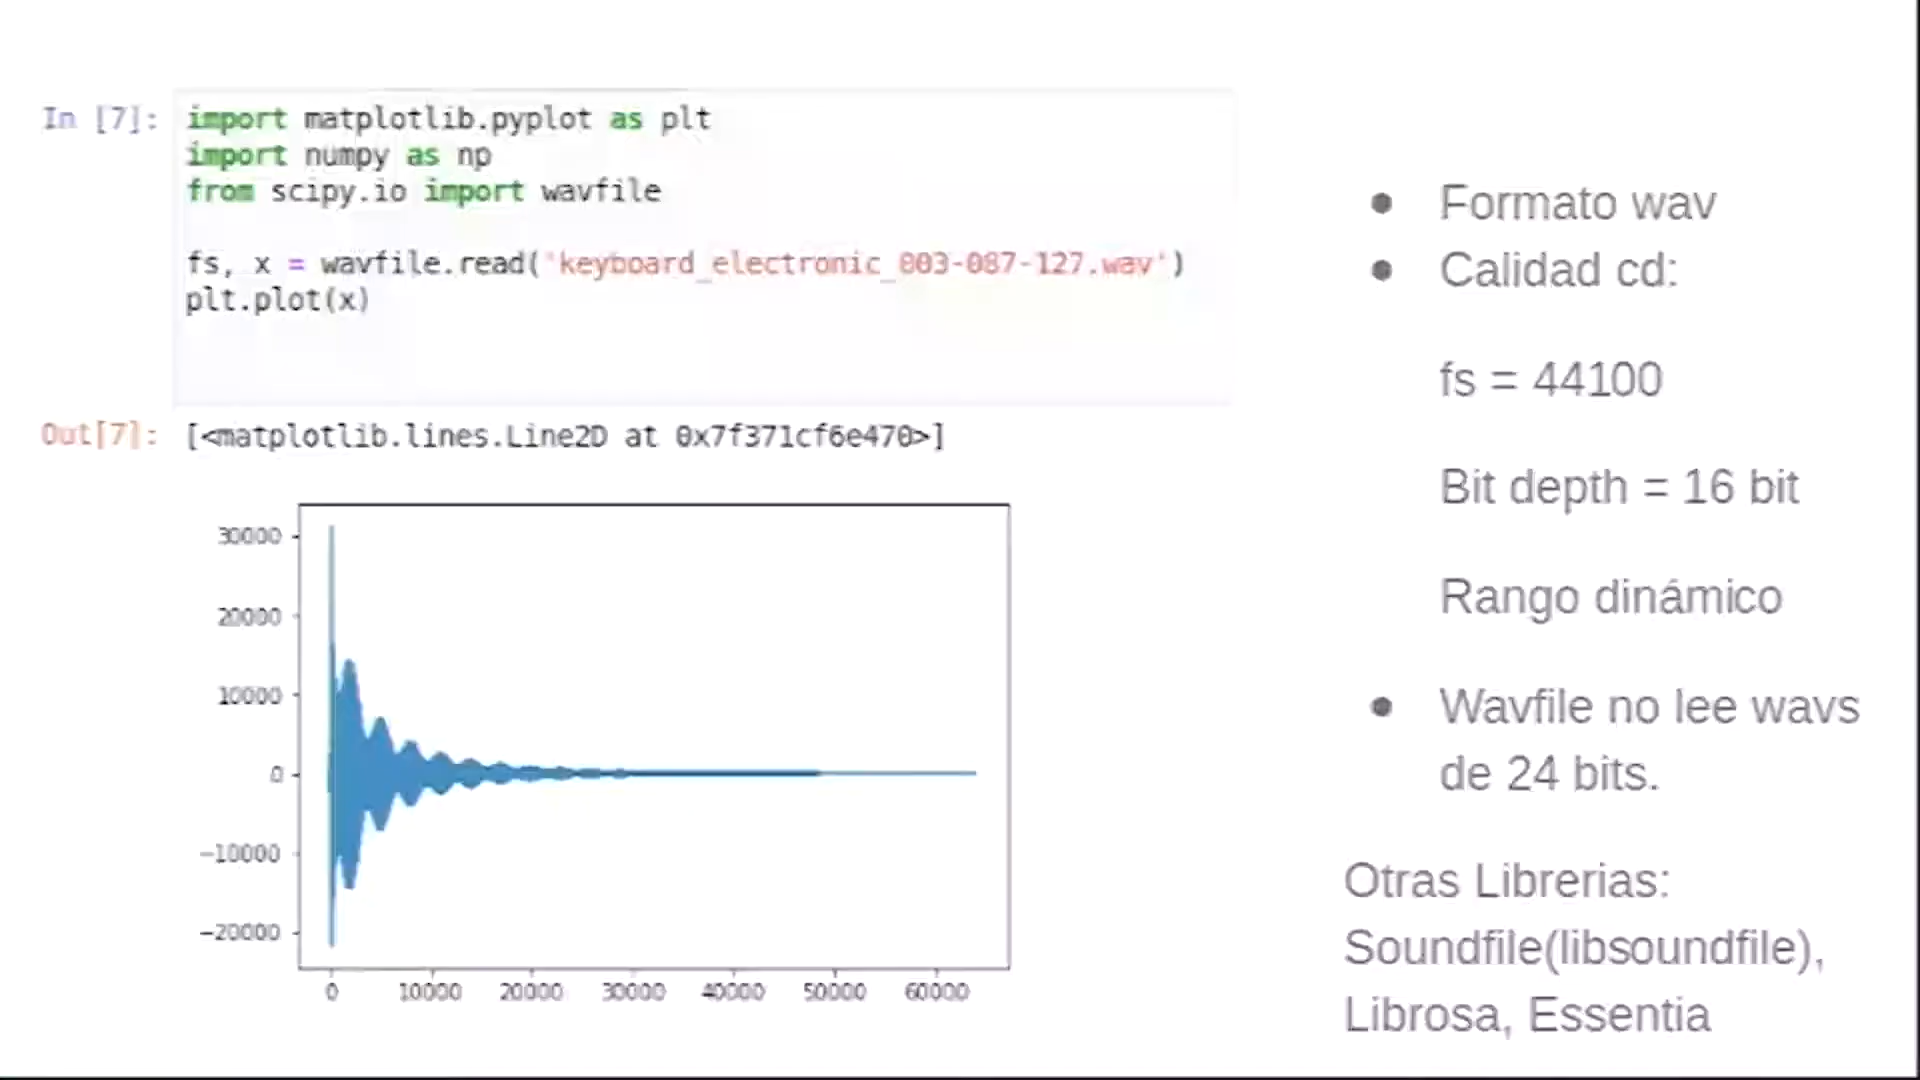 In [7]: import matplotlib.pyplot as plt
import numpy as np
from scipy.io import wavfile
fs, x = wavfile.read('keyboard_electronic_003-087-127.wav')
plt.plot(x)
Out[7]: [<matplotlib.lines.Line2D at 0x7f371cf6e470>]
30000
20000
10000
0
−10000
−20000
0 10000 20000 30000 40000 50000 60000
● Formato wav
● Calidad cd:
fs = 44100
Bit depth = 16 bit
Rango dinámico
● Wavfile no lee wavs
de 24 bits.
Otras Librerias:
Soundfile(libsoundfile),
Librosa, Essentia